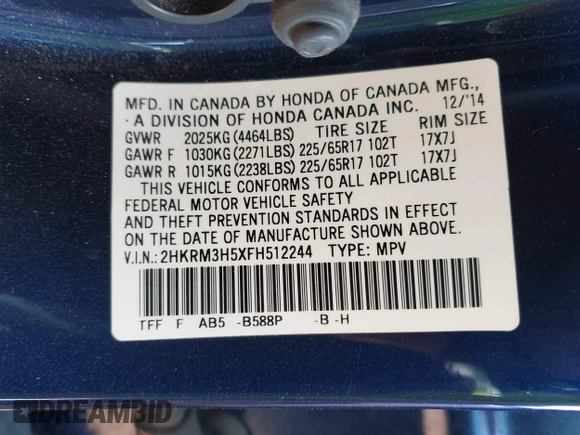 MFD. IN CANADA BY HONDA OF CANADA MFG.,
- A DIVISION OF HONDA CANADA INC. 12/'14
GVWR 2025KG(4464LBS) TIRE SIZE RIM SIZE
GAWR F 1030KG(2271LBS) 225/65R17 102T 17X7J
GAWR R 1015KG(2238LBS) 225/65R17 102T 17X7J
THIS VEHICLE CONFORMS TO ALL APPLICABLE
FEDERAL MOTOR VEHICLE SAFETY
AND THEFT PREVENTION STANDARDS IN EFFECT
ON THE DATE OF MANUFACTURE SHOWN ABOVE.
V.I.N.:2HKRM3H5XFH512244 TYPE: MPV
TFF F AB5 -B588P -B -H
DREAMBID